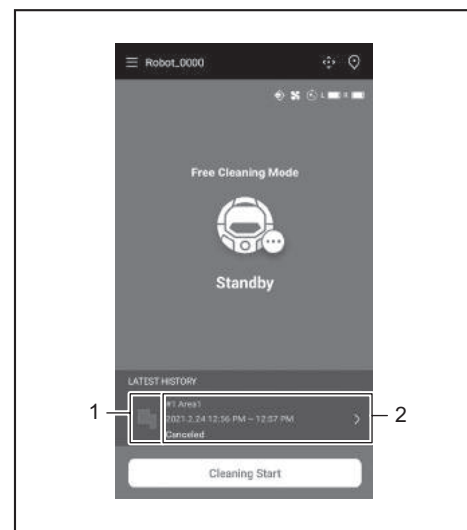 Robot_0000
L R
Free Cleaning Mode
Standby
LATEST HISTORY
#1 Area1
2021.2.24 12:56 PM ~ 12:57 PM
Canceled
1
2
Cleaning Start